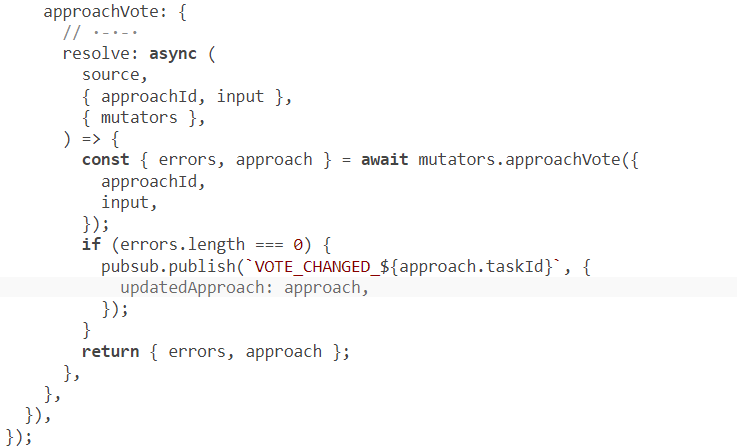 approachVote: {
// ·-·-·
resolve: async (
source,
{ approachId, input },
{ mutators },
) => {
const { errors, approach } = await mutators.approachVote({
approachId,
input,
});
if (errors.length === 0) {
pubsub.publish(`VOTE_CHANGED_${approach.taskId}`, {
updatedApproach: approach,
});
}
return { errors, approach };
},
},
}),
});